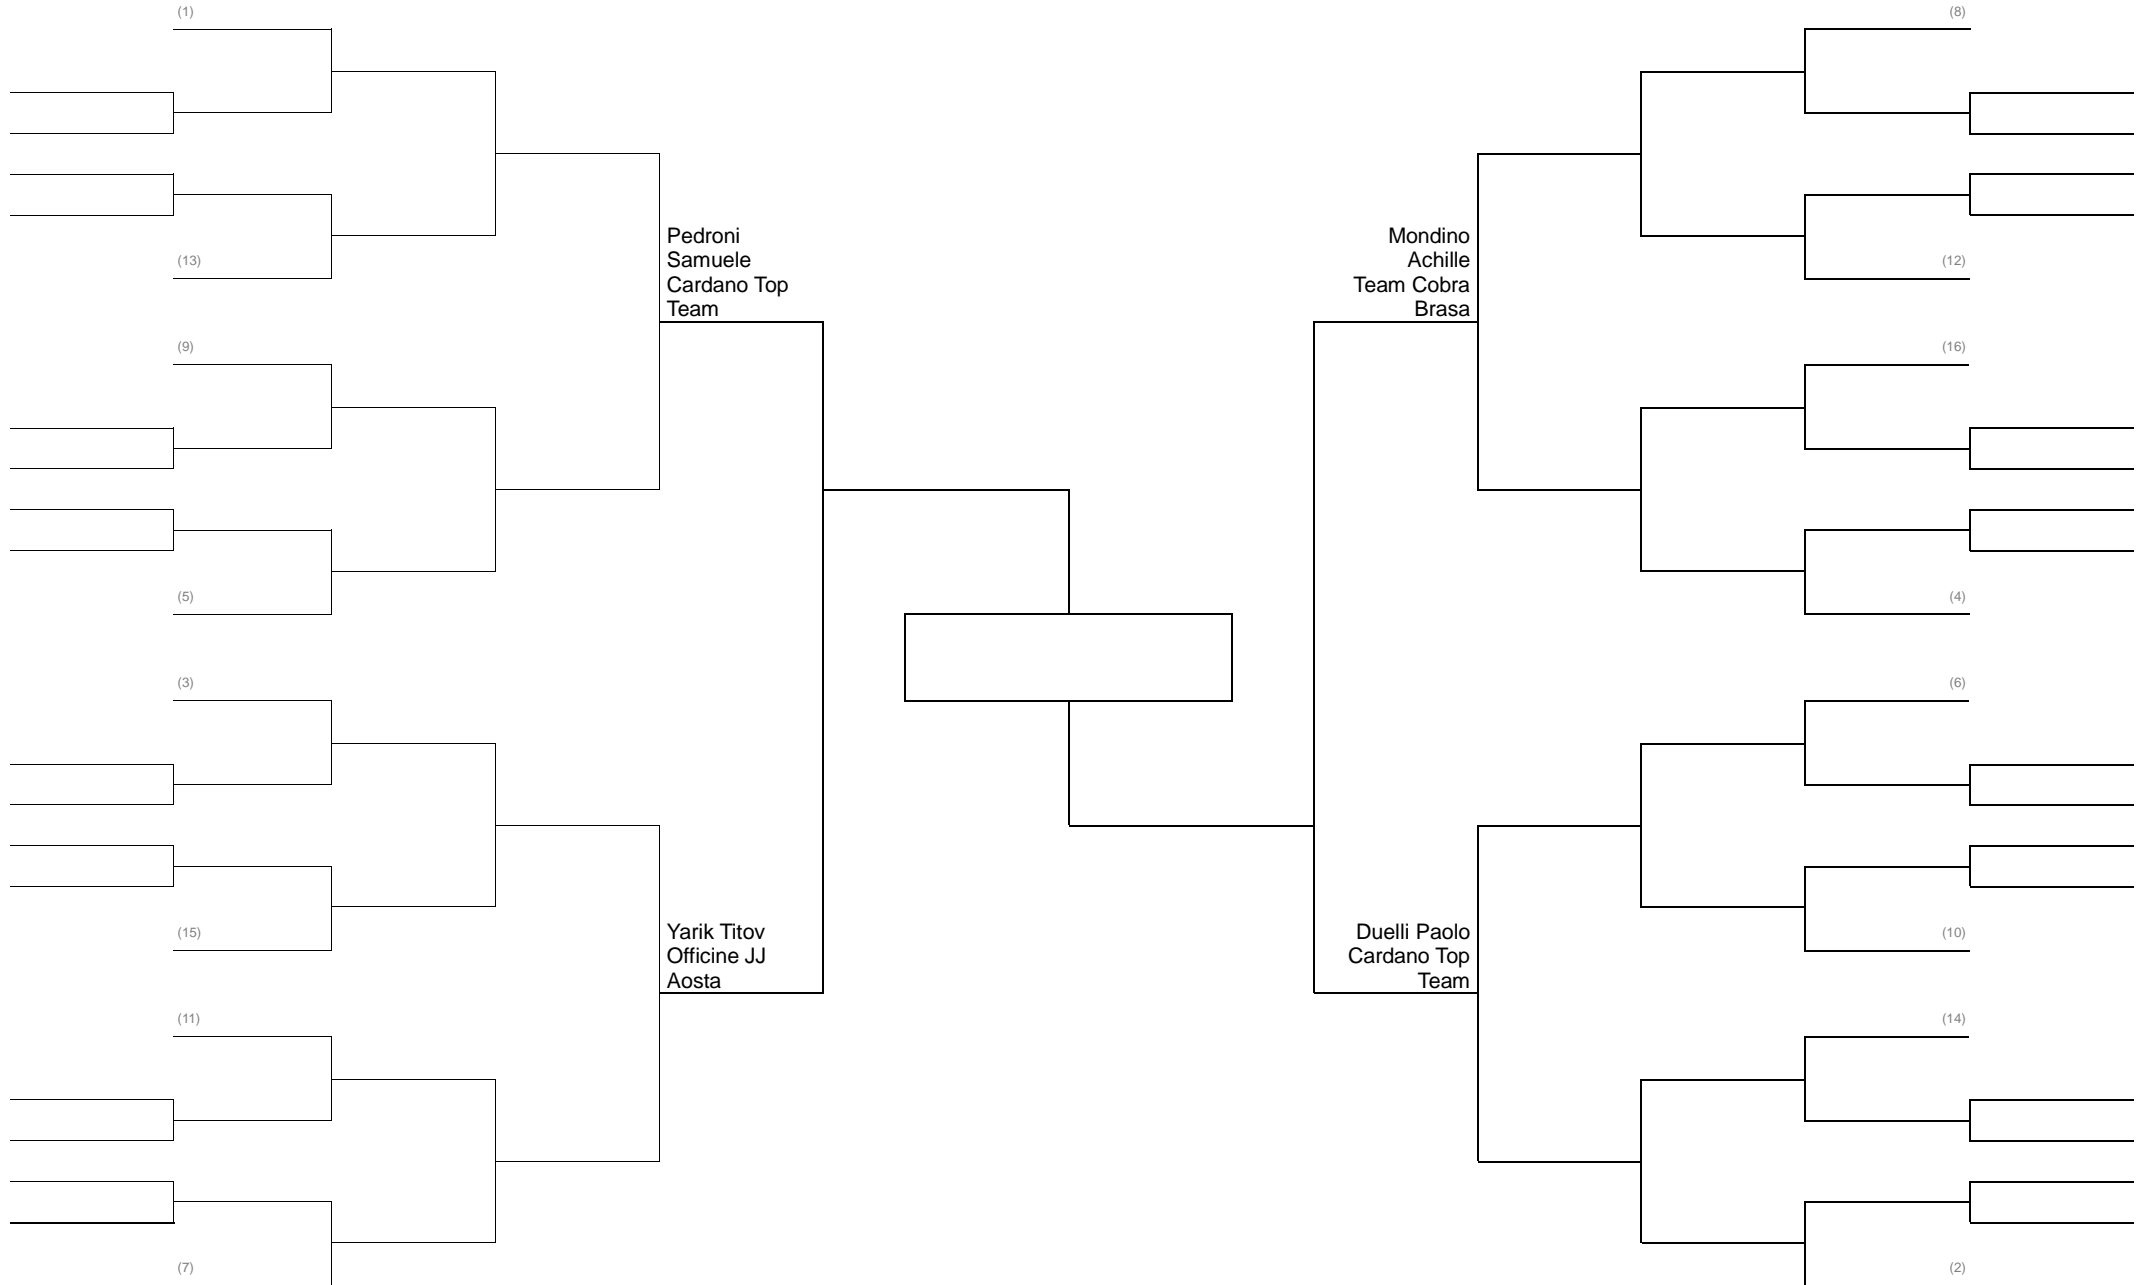 (1)
(8)
Pedroni
Samuele
Cardano Top
Team
Mondino
Achille
Team Cobra
Brasa
(13)
(12)
(9)
(16)
(5)
(4)
(3)
(6)
Yarik Titov
Officine JJ
Aosta
Duelli Paolo
Cardano Top
Team
(15)
(10)
(11)
(14)
(7)
(2)